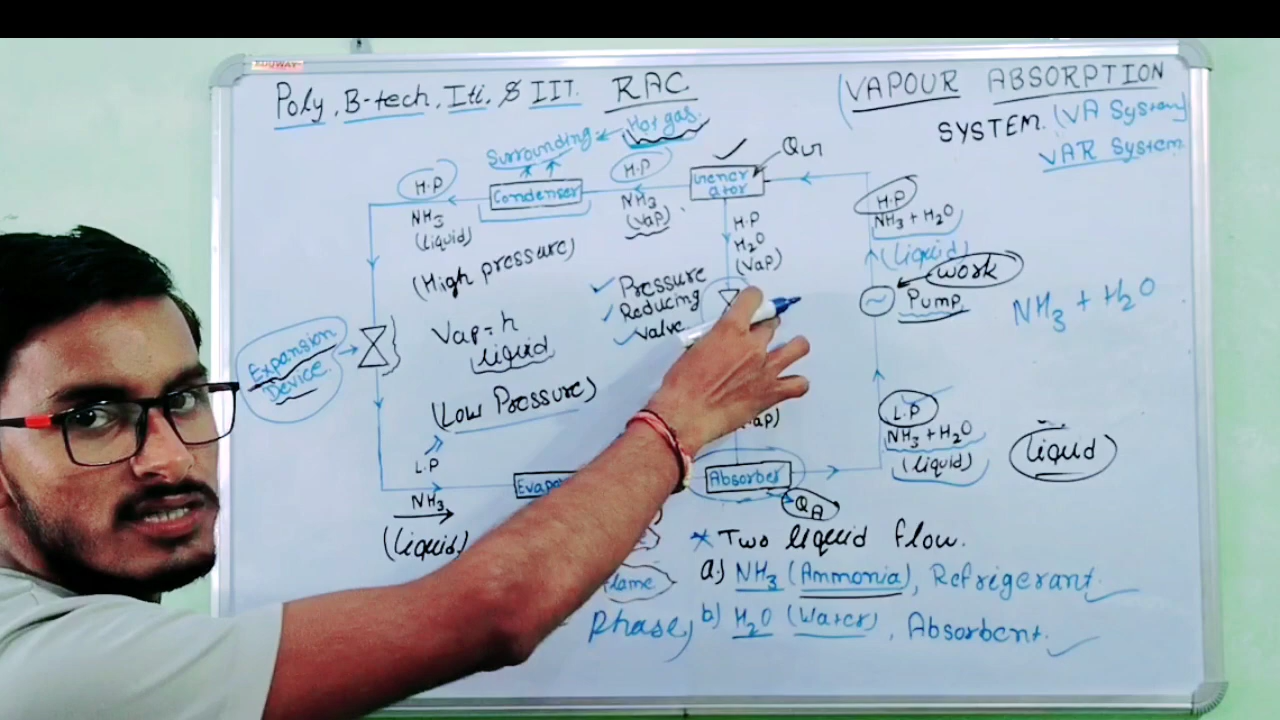 Poly, B-tech, Iti, & IIT. RAC
(VAPOUR ABSORPTION
SYSTEM. (VA System)
VAR System.
Surrounding
Hot gas.
H.P
NH3
(liquid)
Condenser
H.P
NH3
(Vap)
Generator
H.P
H2O
(Vap)
H.P
NH3 + H2O
(liquid)
Work
Pump
NH3 + H2O
(High pressure)
Pressure
Reducing
Valve
Expansion
Device.
Vap = h
liquid
(Low Pressure)
L.P
NH3
(liquid)
Absorber
QA
L.P
NH3 + H2O
(liquid)
liquid
* Two liquid flow.
a.) NH3 (Ammonia), Refrigerant.
b) H2O (Water), Absorbent.
Phase,